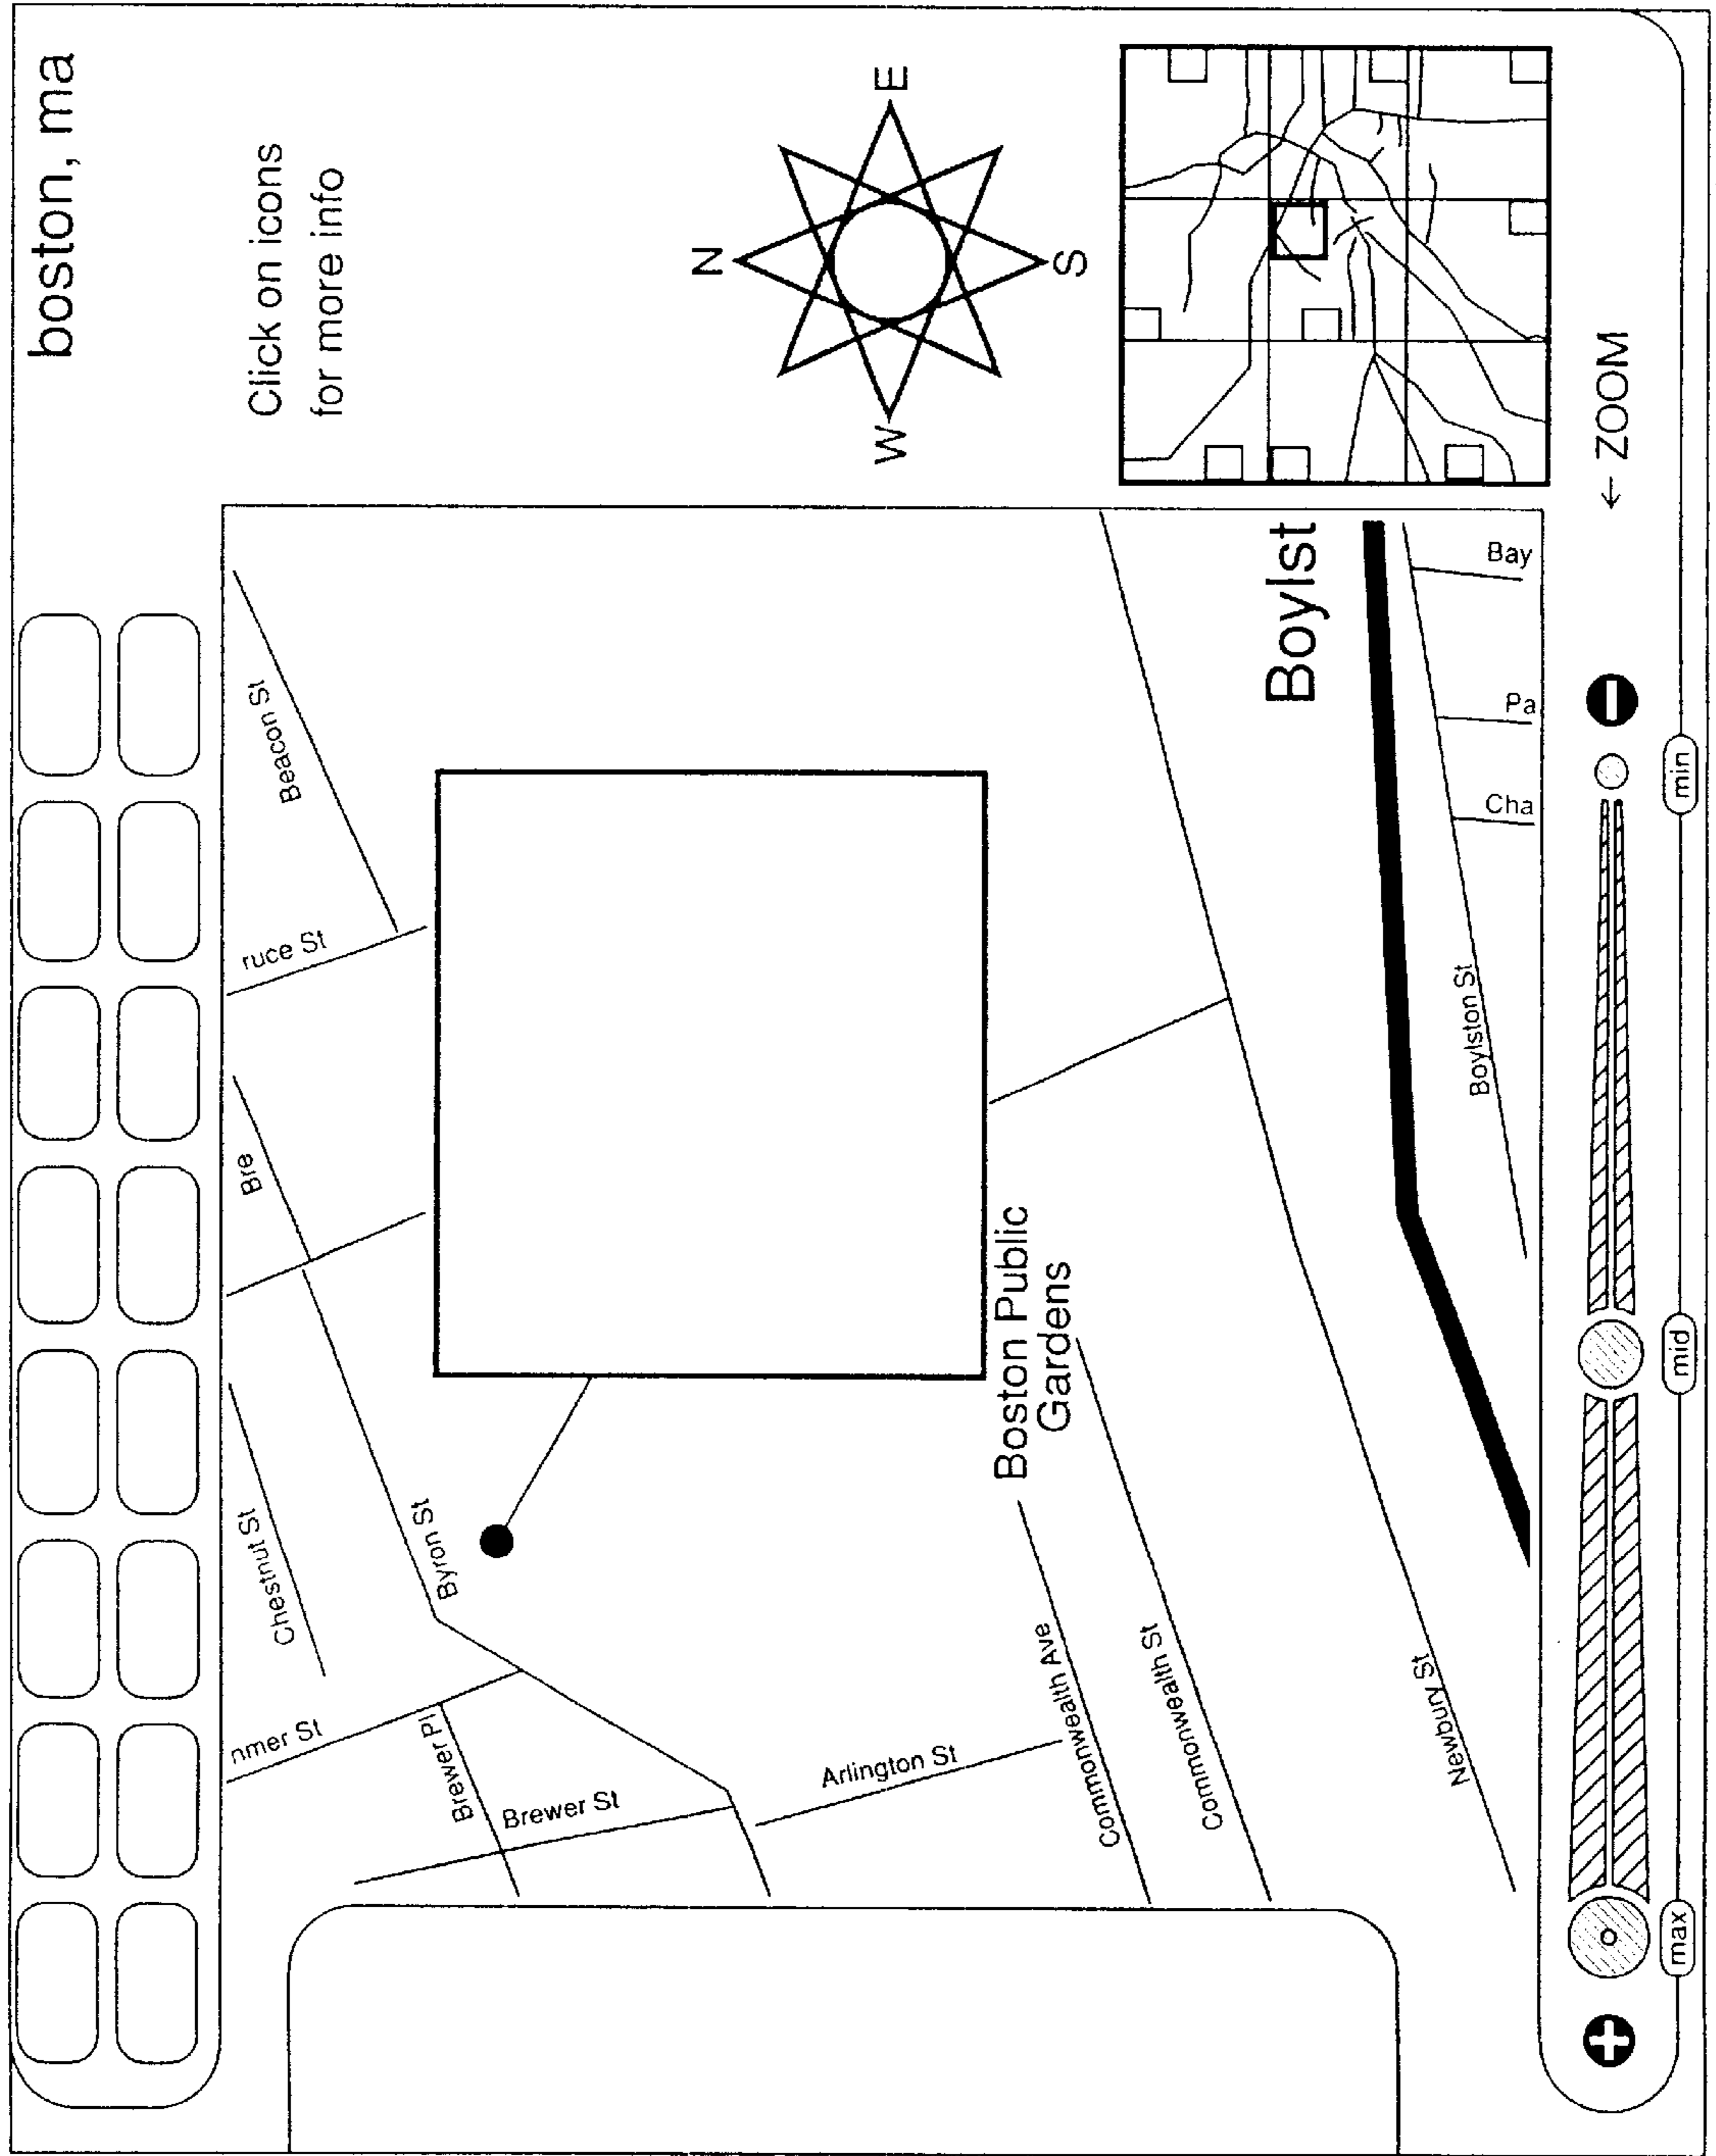 boston, ma
Click on icons
for more info
N
E
S
W
← ZOOM
Beacon St
ruce St
Bre
Chestnut St
Byron St
nmer St
Brewer Pl
Brewer St
Arlington St
Boston Public
Gardens
Commonwealth Ave
Commonwealth St
Newbury St
Boylst
Boylston St
Bay
Pa
Cha
min
mid
max